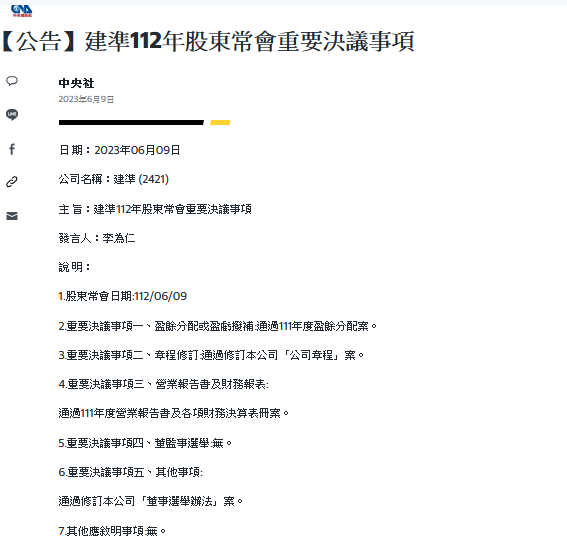 CNA
中央通訊社
【公告】建準112年股東常會重要決議事項
中央社
2023年6月9日
日 期：2023年06月09日
公司名稱：建準 (2421)
主 旨：建準112年股東常會重要決議事項
發言人：李為仁
說 明：
1.股東常會日期:112/06/09
2.重要決議事項一、盈餘分配或盈虧撥補:通過111年度盈餘分配案。
3.重要決議事項二、章程修訂:通過修訂本公司「公司章程」案。
4.重要決議事項三、營業報告書及財務報表:
通過111年度營業報告書及各項財務決算表冊案。
5.重要決議事項四、董監事選舉:無。
6.重要決議事項五、其他事項:
通過修訂本公司「董事選舉辦法」案。
7.其他應敘明事項:無。